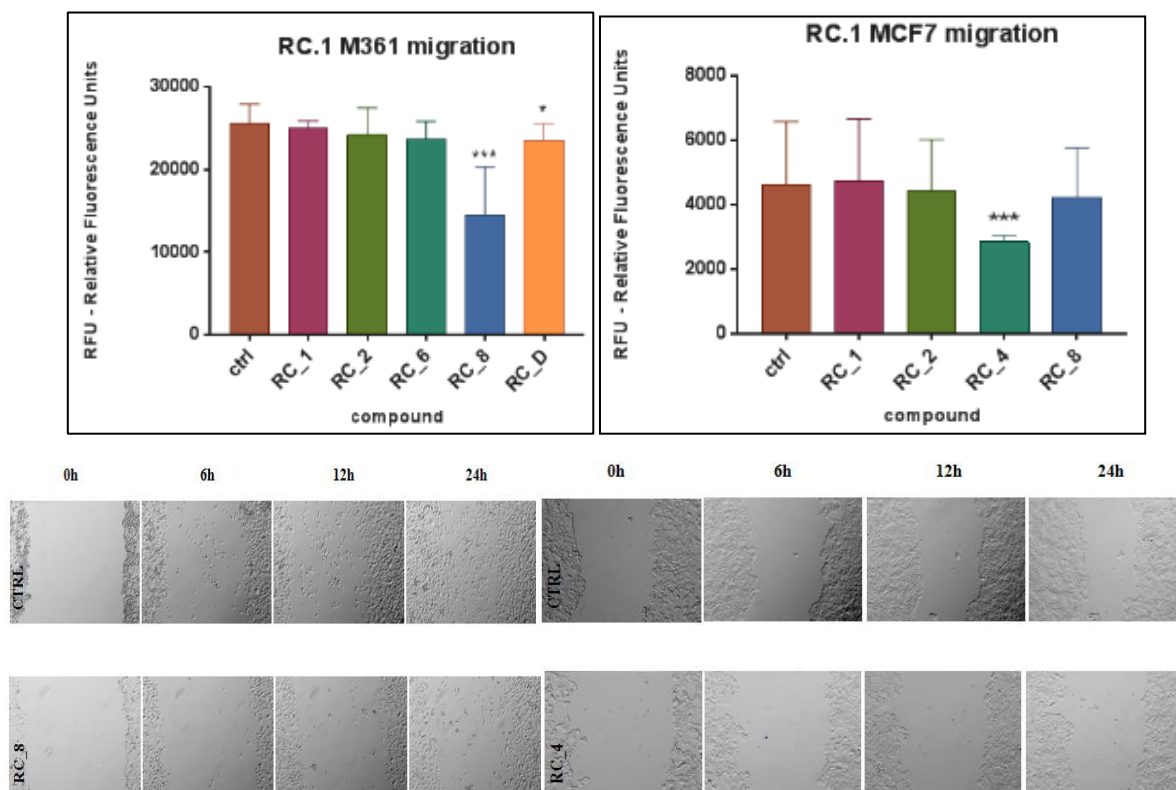 RC.1 M361 migration
RFU - Relative Fluorescence Units
30000
20000
10000
0
***
*
ctrl
RC_1
RC_2
RC_6
RC_8
RC_D
compound
RC.1 MCF7 migration
RFU - Relative Fluorescence Units
8000
6000
4000
2000
0
***
ctrl
RC_1
RC_2
RC_4
RC_8
compound
0h 6h 12h 24h 0h 6h 12h 24h
CTRL CTRL
RC_8 RC_4